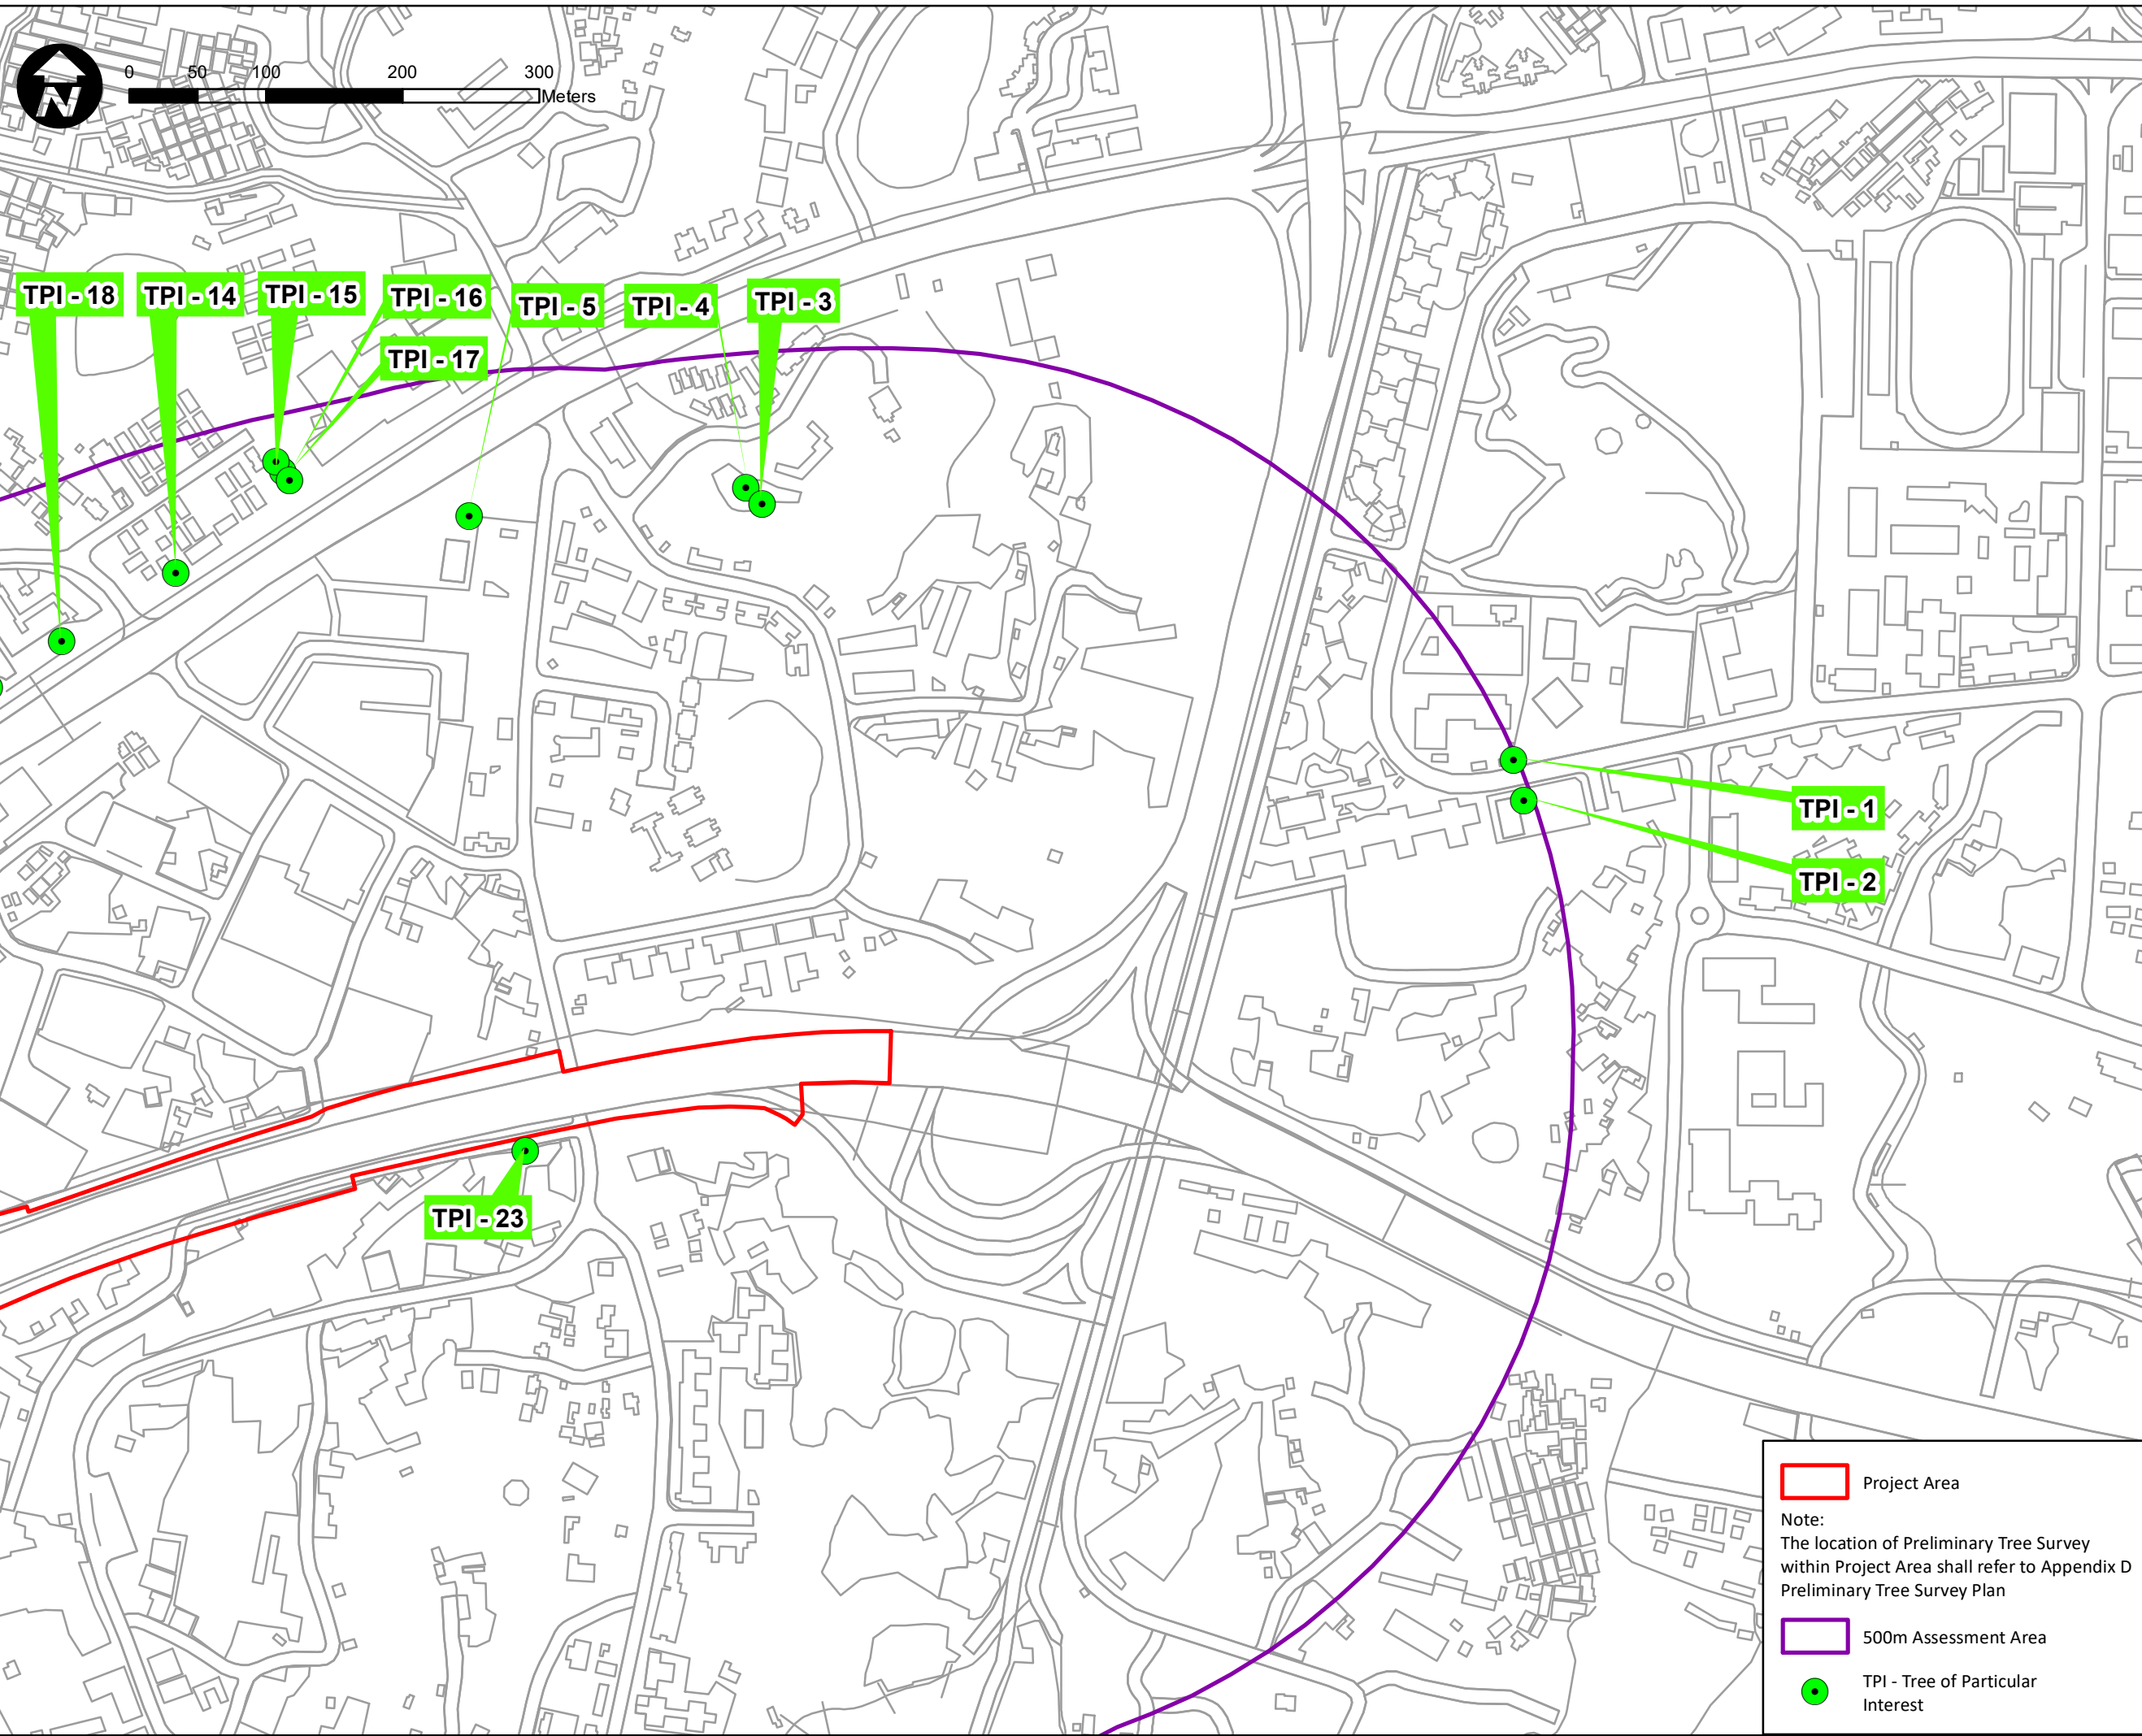 N
0 50 100 200 300
Meters
TPI - 18
TPI - 14
TPI - 15
TPI - 16
TPI - 17
TPI - 5
TPI - 4
TPI - 3
TPI - 1
TPI - 2
TPI - 23
Project Area
Note:
The location of Preliminary Tree Survey
within Project Area shall refer to Appendix D
Preliminary Tree Survey Plan
500m Assessment Area
TPI - Tree of Particular
Interest